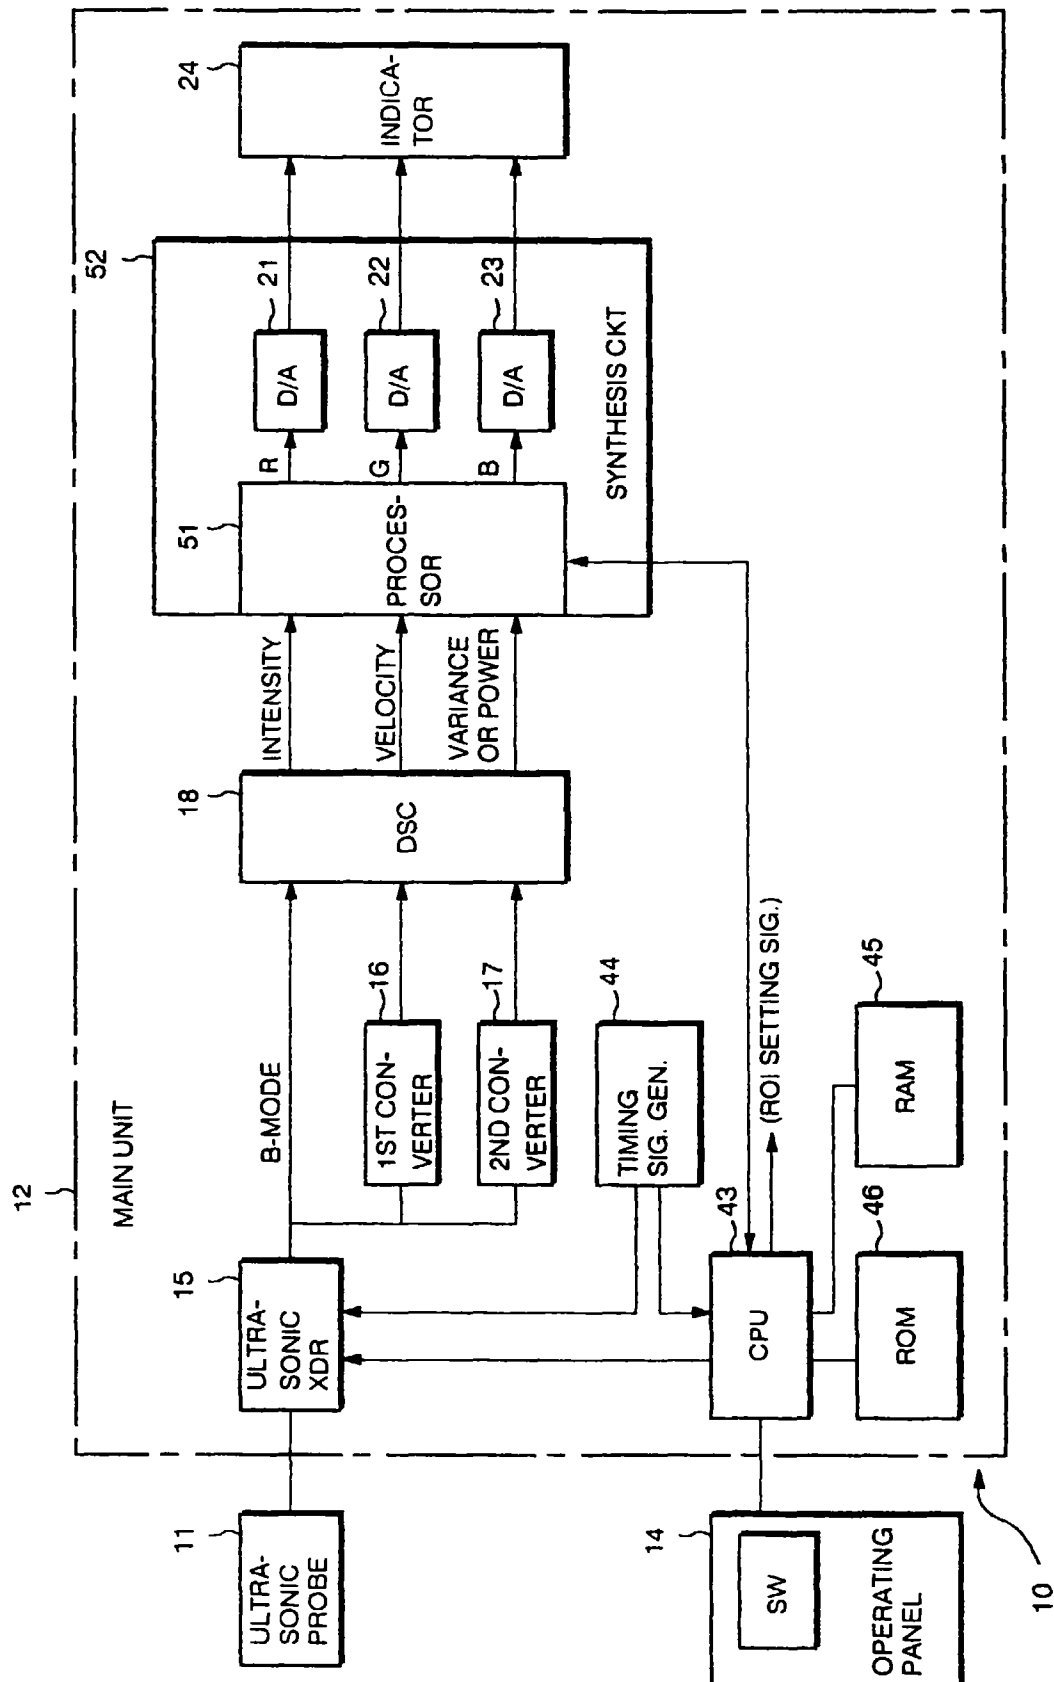 12
MAIN UNIT
11
ULTRA-
SONIC
PROBE
15
ULTRA-
SONIC
XDR
B-MODE
16
1ST CON-
VERTER
17
2ND CON-
VERTER
18
DSC
INTENSITY
VELOCITY
VARIANCE
OR POWER
52
51
PROCES-
SOR
R
G
B
21
D/A
22
D/A
23
D/A
SYNTHESIS CKT
24
INDICA-
TOR
44
TIMING
SIG. GEN.
14
SW
OPERATING
PANEL
43
CPU
(ROI SETTING SIG.)
46
ROM
45
RAM
10